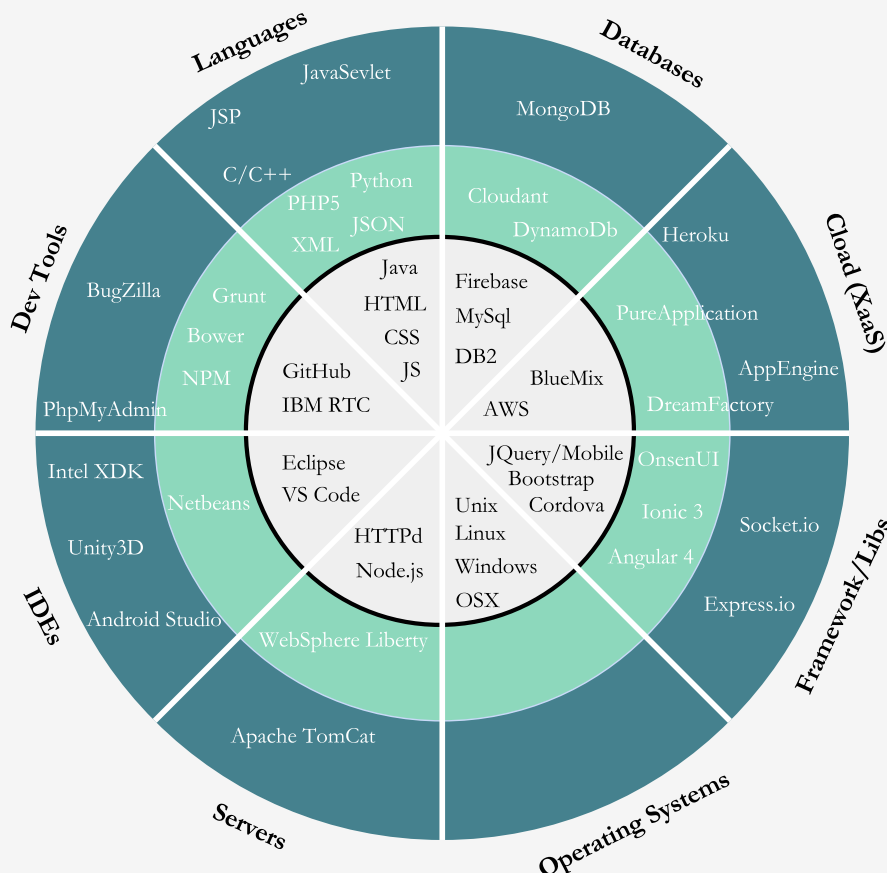 Languages
JavaSevlet
JSP
C/C++
Python
PHP5
JSON
XML
Java
HTML
CSS
JS
Databases
MongoDB
Cloudant
DynamoDb
Firebase
MySql
DB2
Cload (XaaS)
Heroku
PureApplication
AppEngine
DreamFactory
BlueMix
AWS
Framework/Libs
JQuery/Mobile
Bootstrap
Cordova
OnsenUI
Ionic 3
Angular 4
Socket.io
Express.io
Operating Systems
Unix
Linux
Windows
OSX
Servers
HTTPd
Node.js
WebSphere Liberty
Apache TomCat
IDEs
Eclipse
VS Code
Netbeans
Intel XDK
Unity3D
Android Studio
Dev Tools
BugZilla
PhpMyAdmin
Grunt
Bower
NPM
GitHub
IBM RTC